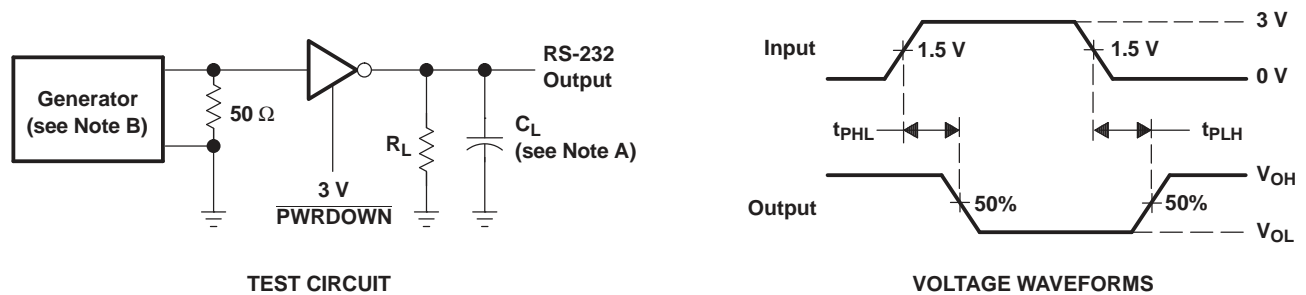 Generator
(see Note B)
50 Ω
3 V
PWRDOWN
R_L
C_L
(see Note A)
RS-232
Output
TEST CIRCUIT
Input
1.5 V
1.5 V
3 V
0 V
t_PHL
t_PLH
Output
50%
50%
V_OH
V_OL
VOLTAGE WAVEFORMS